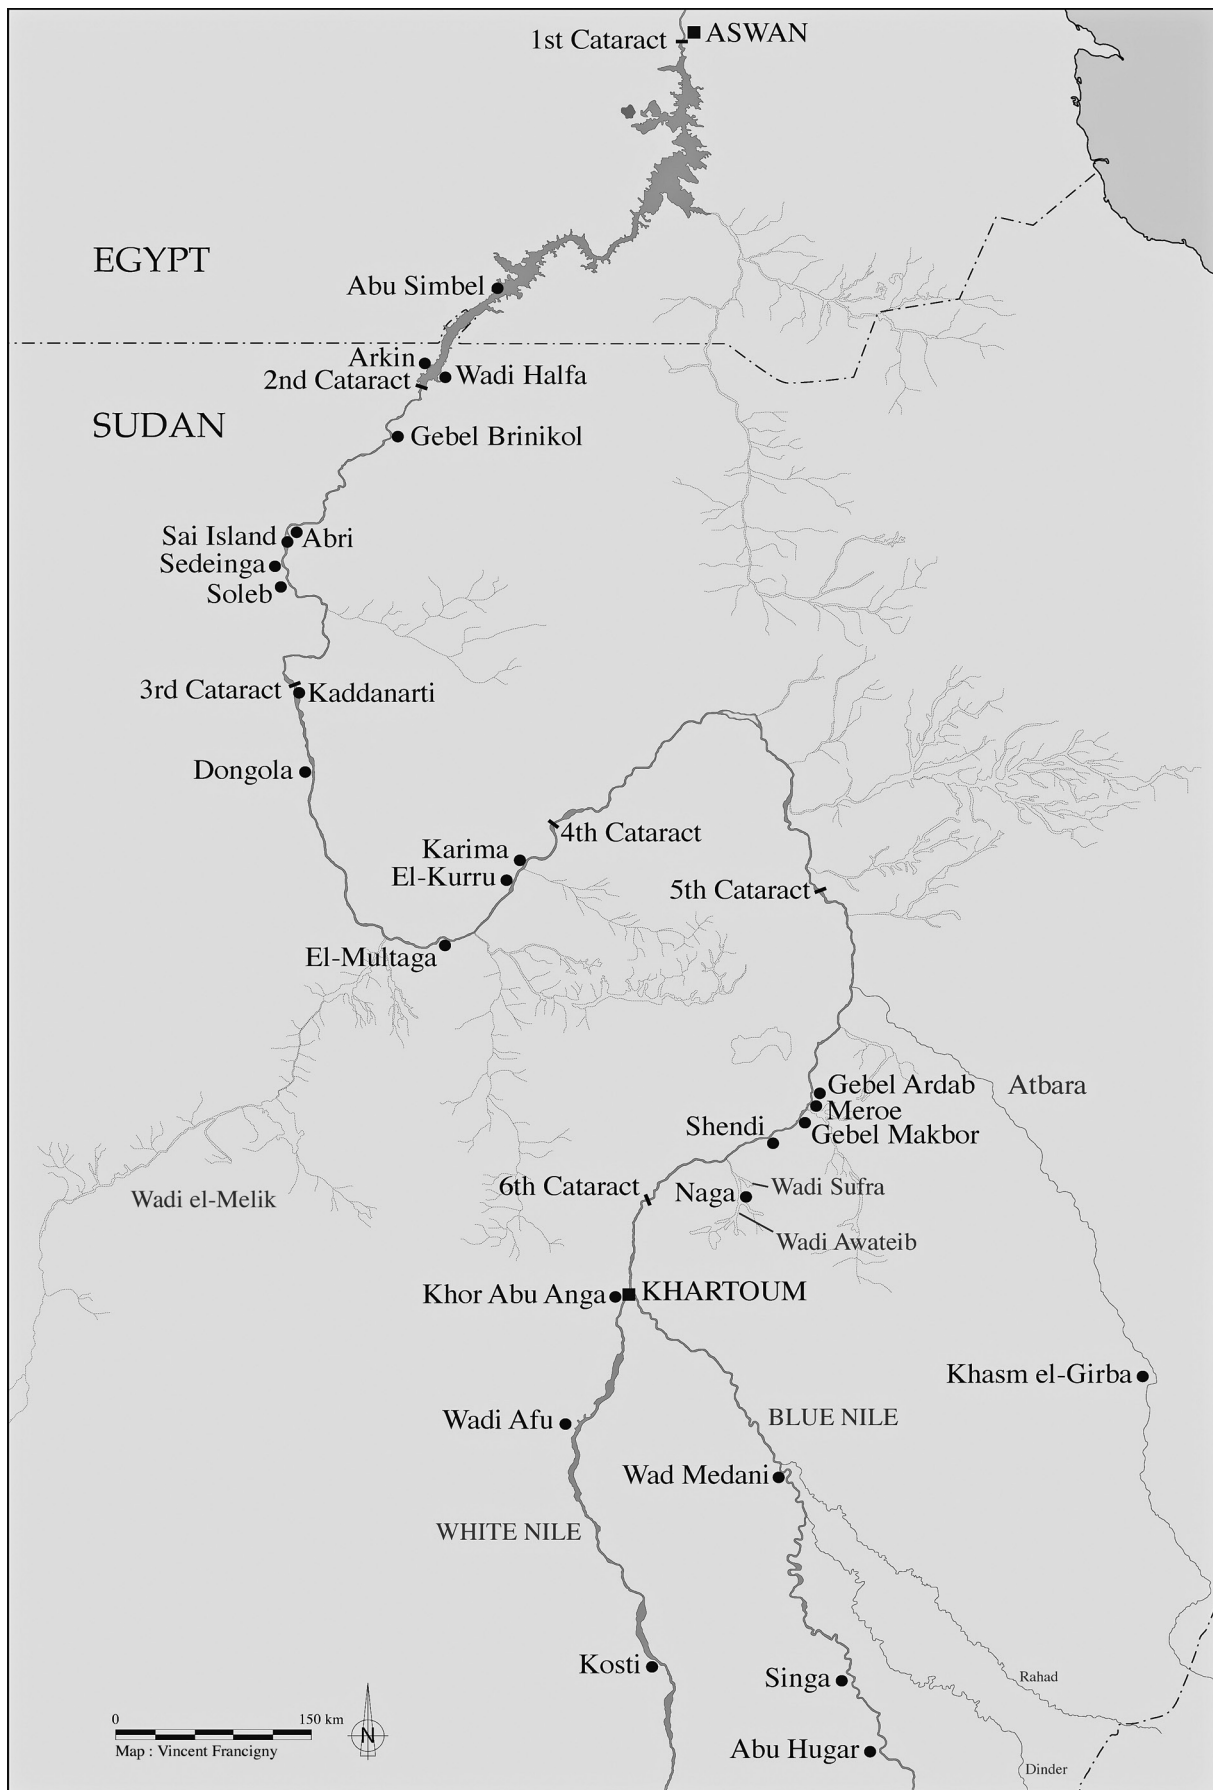 ASWAN
1st Cataract
EGYPT
Abu Simbel
Arkin
2nd Cataract
Wadi Halfa
SUDAN
Gebel Brinikol
Sai Island
Abri
Sedeinga
Soleb
3rd Cataract
Kaddanarti
Dongola
4th Cataract
Karima
El-Kurru
5th Cataract
El-Multaga
Gebel Ardab
Atbara
Meroe
Shendi
Gebel Makbor
6th Cataract
Naga
Wadi Sufra
Wadi el-Melik
Wadi Awateib
Khor Abu Anga
KHARTOUM
Khasm el-Girba
Wadi Afu
BLUE NILE
Wad Medani
WHITE NILE
Kosti
Singa
Rahad
0 150 km
N
Map : Vincent Francigny
Abu Hugar
Dinder